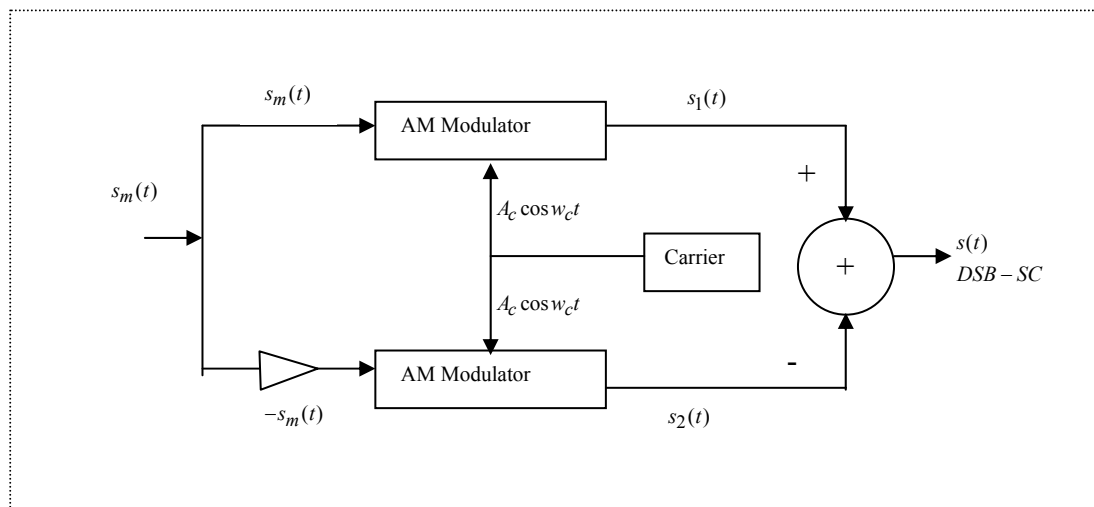 s_m(t)
s_1(t)
AM Modulator
+
s_m(t)
A_c cos w_c t
Carrier
+
s(t)
DSB – SC
A_c cos w_c t
AM Modulator
-
–s_m(t)
s_2(t)